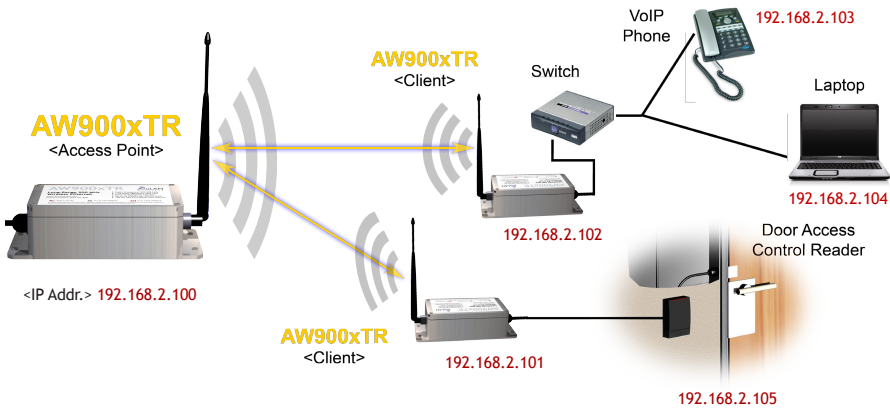 AW900xTR
<Access Point>
AW900xTR
<IP Addr.> 192.168.2.100
AW900xTR
<Client>
192.168.2.102
Switch
VoIP
Phone
192.168.2.103
Laptop
192.168.2.104
AW900xTR
<Client>
192.168.2.101
Door Access
Control Reader
192.168.2.105